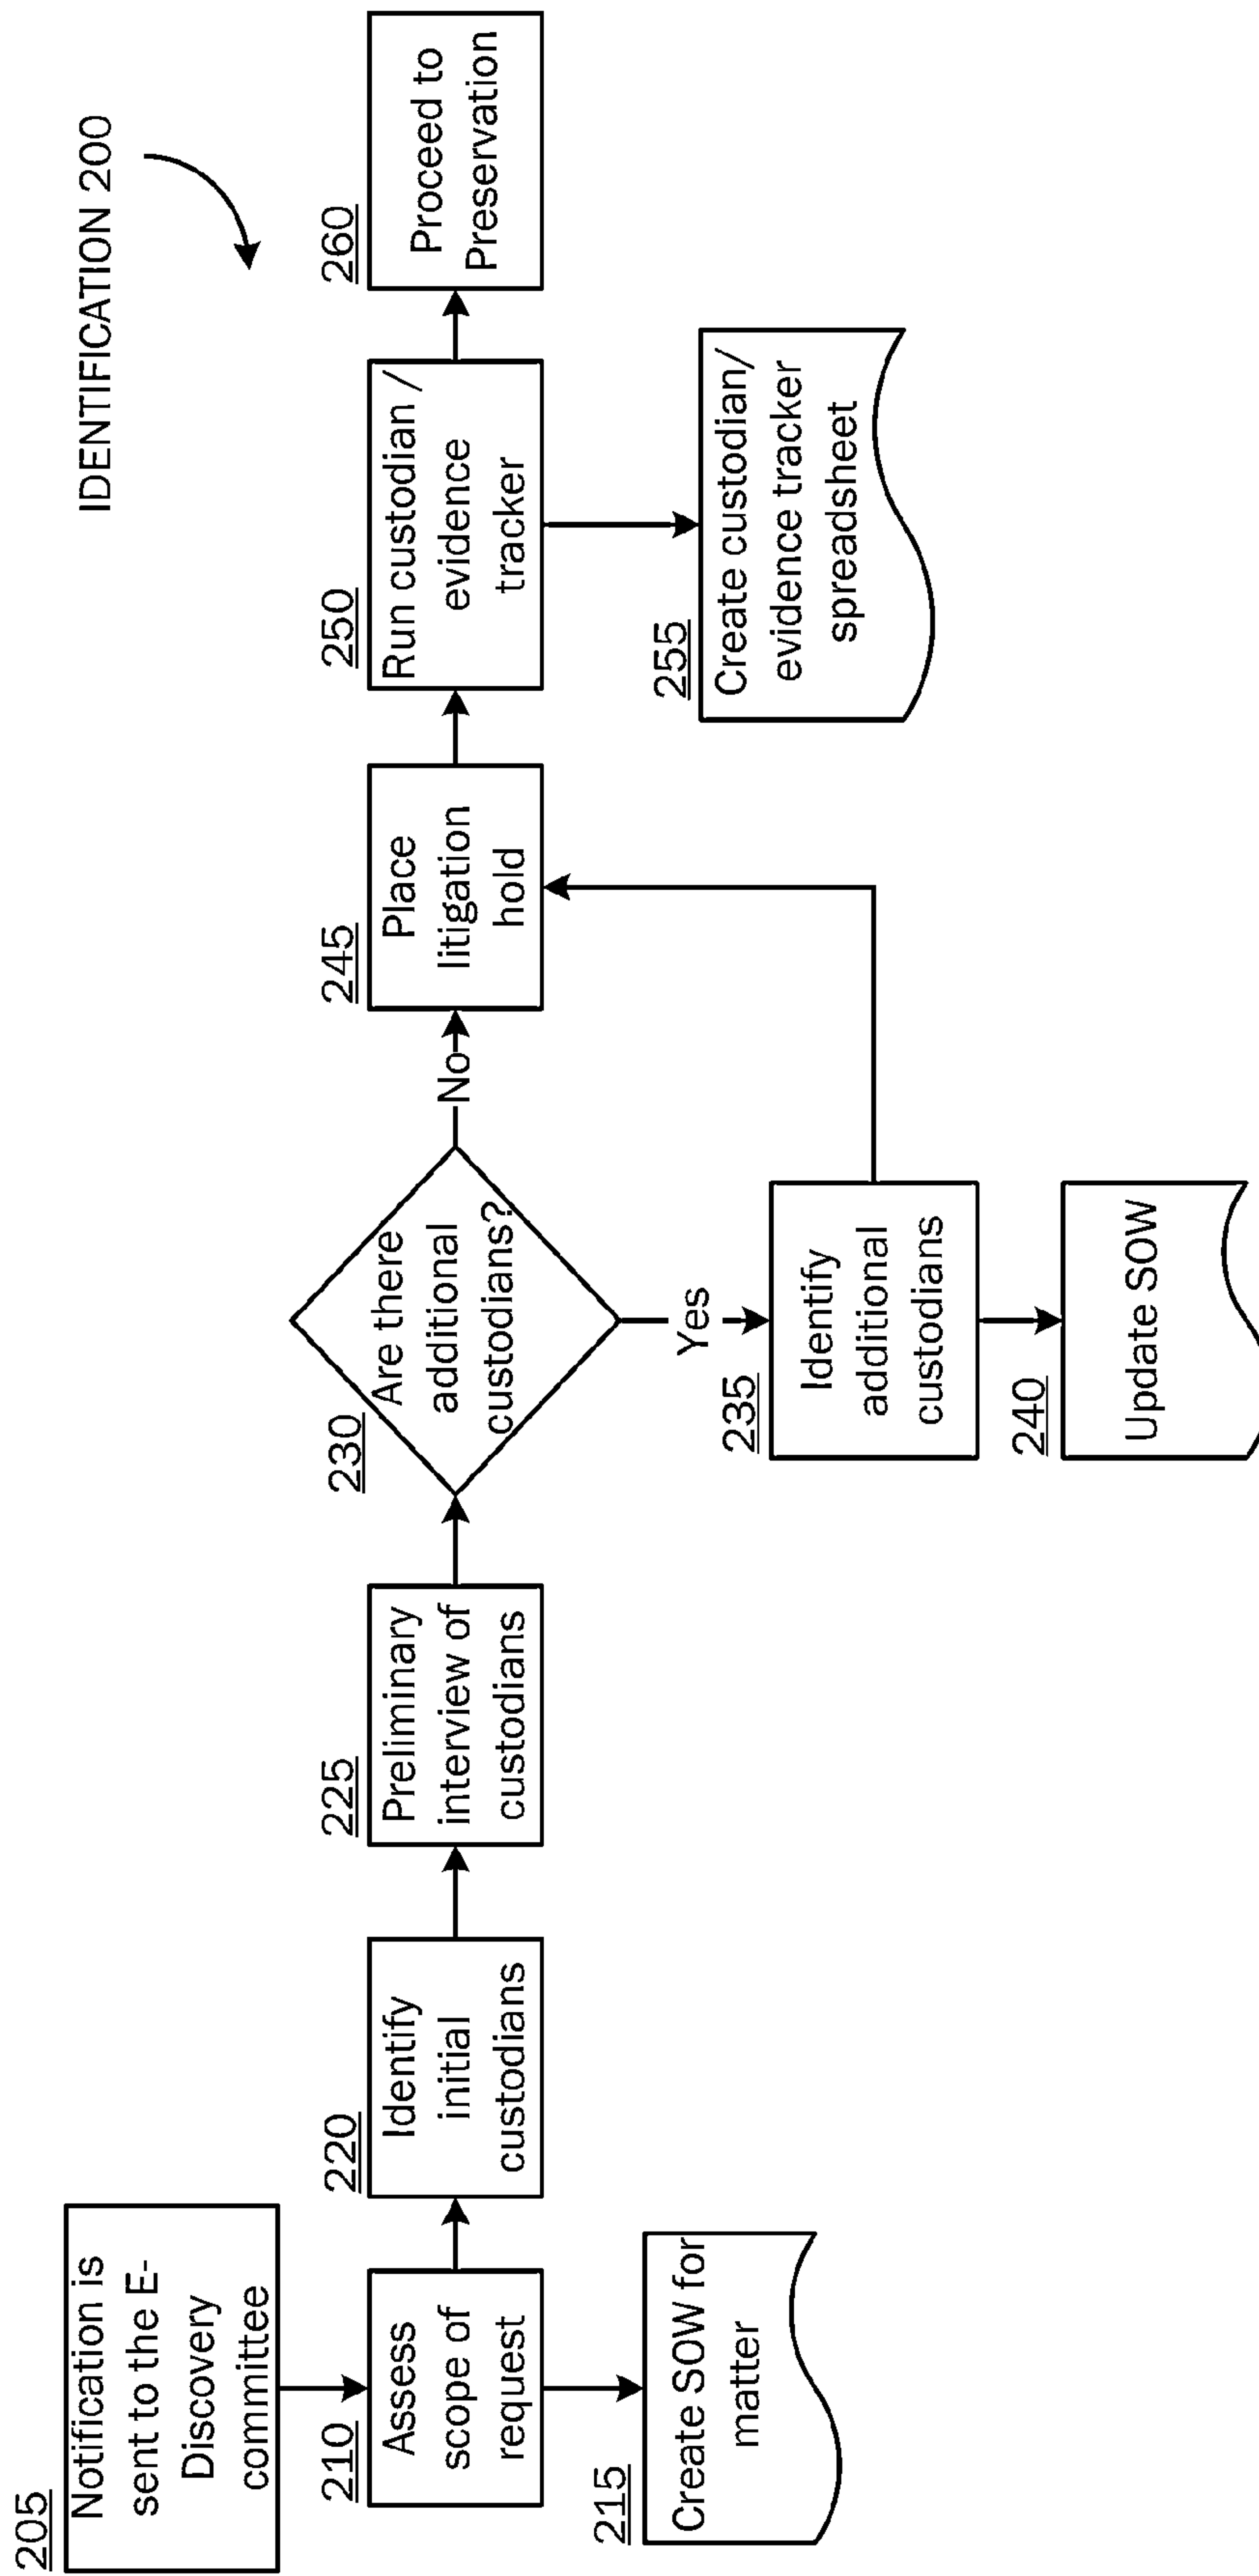 IDENTIFICATION 200
205
Notification is
sent to the E-
Discovery
committee
210
Assess
scope of
request
215
Create SOW for
matter
220
Identify
initial
custodians
225
Preliminary
interview of
custodians
230
Are there
additional
custodians?
Yes
No
235
Identify
additional
custodians
240
Update SOW
245
Place
litigation
hold
250
Run custodian /
evidence
tracker
255
Create custodian/
evidence tracker
spreadsheet
260
Proceed to
Preservation